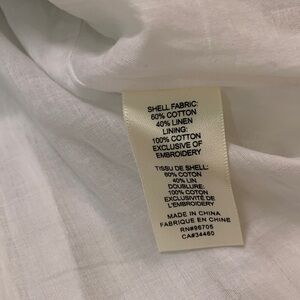 SHELL FABRIC:
60% COTTON
40% LINEN
LINING:
100% COTTON
EXCLUSIVE OF
EMBROIDERY
TISSU DE SHELL:
60% COTON
40% LIN
DOUBLURE:
100% COTON
EXCLUSIVITÉ DE
L'EMBROIDERY
MADE IN CHINA
FABRIQUE EN CHINE
RN#96705
CA#34460